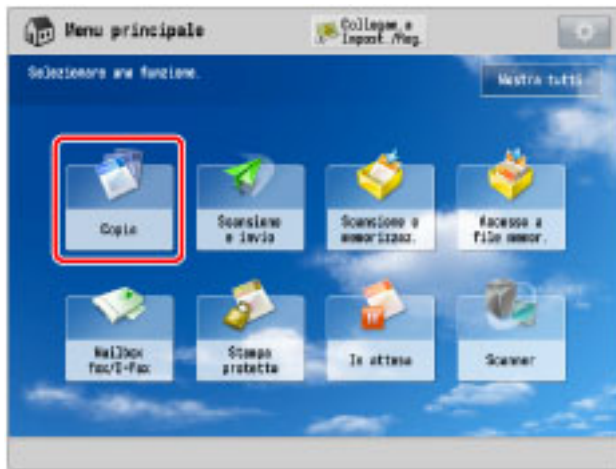 Menu principale
Collegam. a
Impost./Reg.
Selezionare una funzione.
Mostra tutti
Copia
Scansione
e invio
Scansione e
memorizzaz.
Accesso a
file memor.
Mailbox
fax/I-Fax
Stampa
protetta
In attesa
Scanner